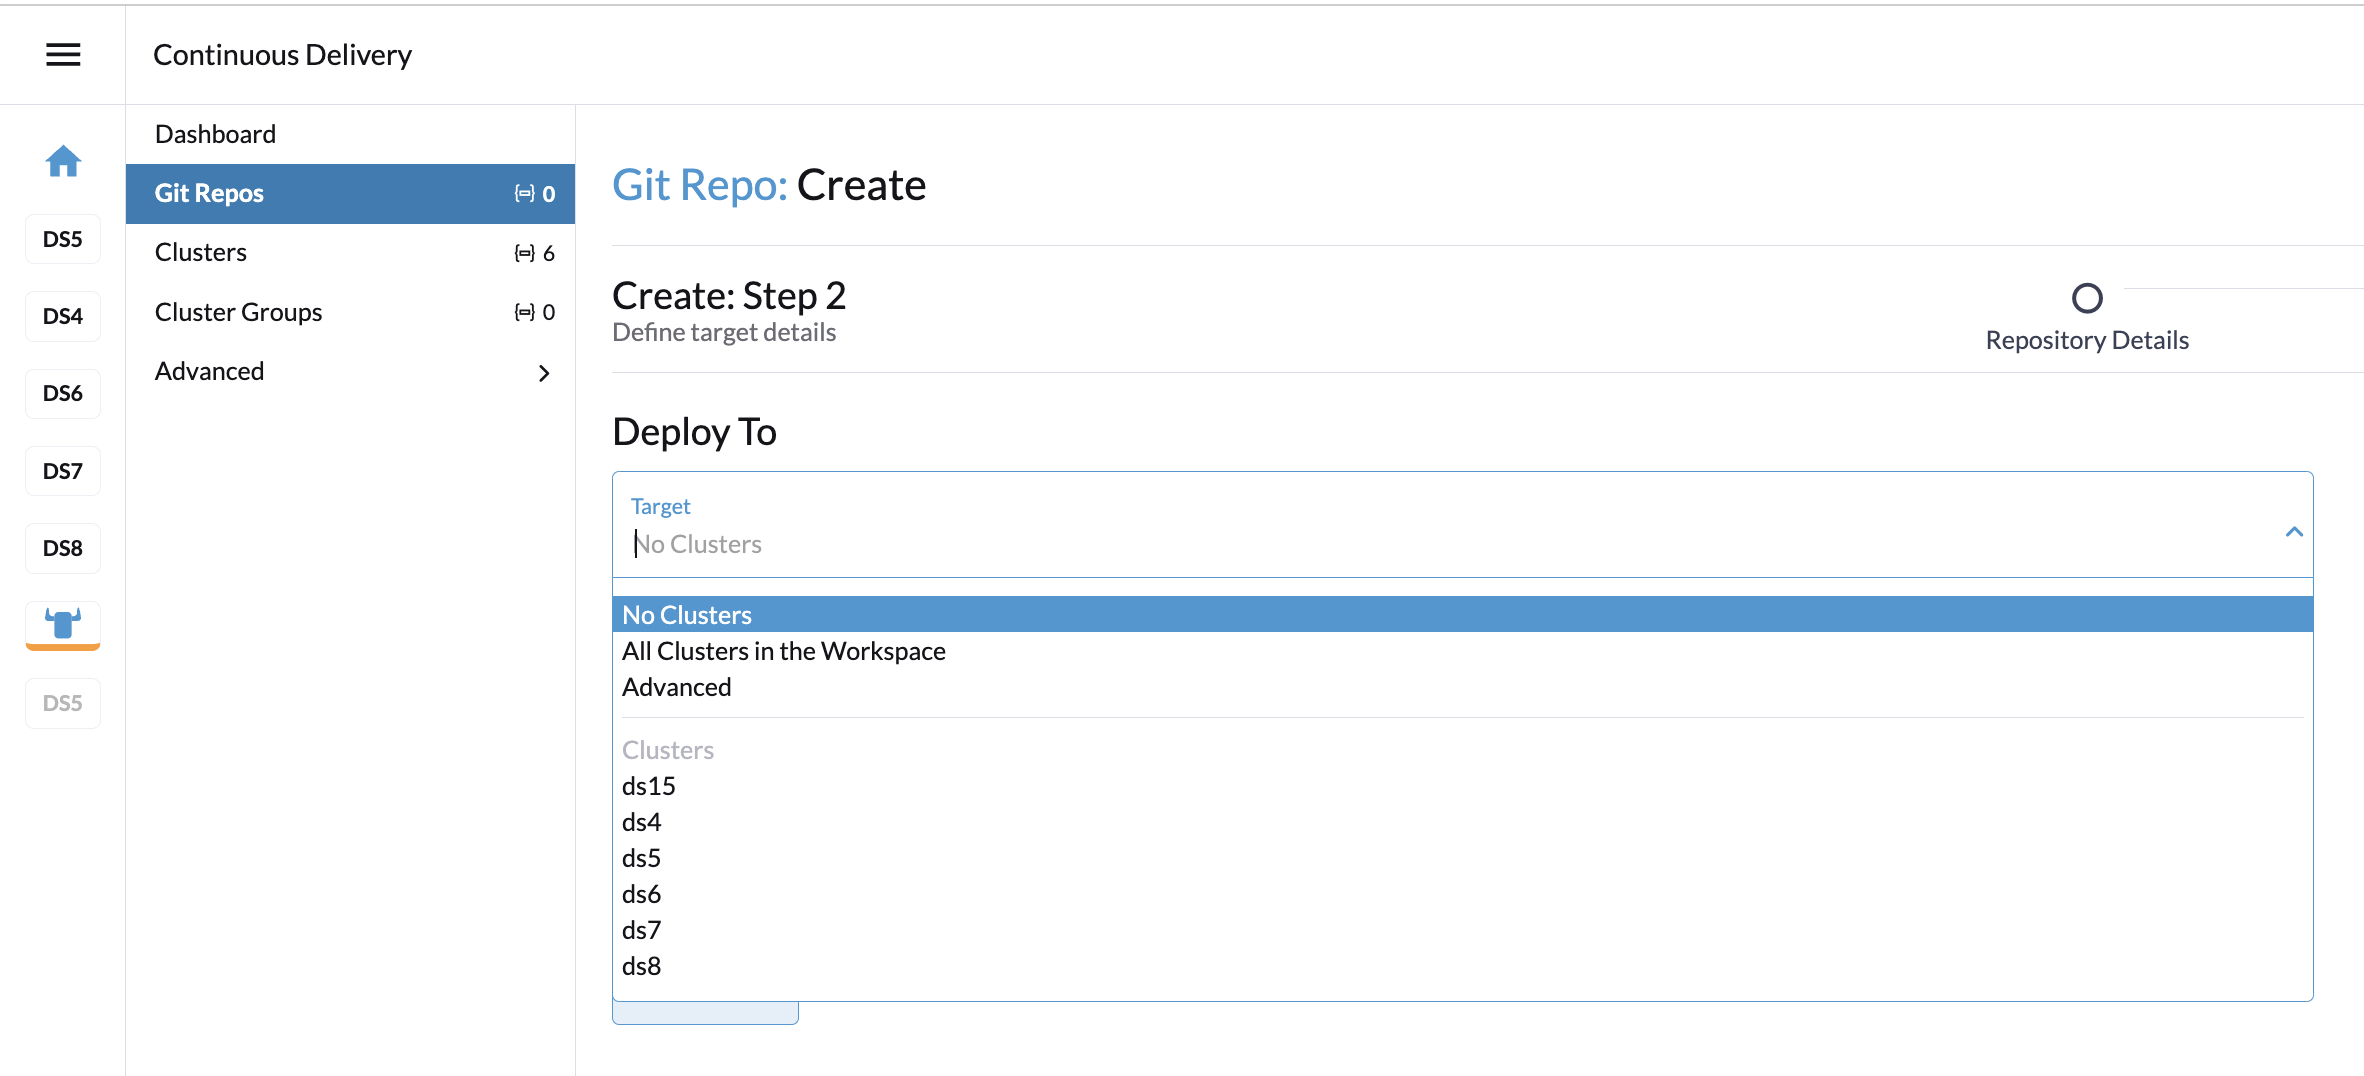 Continuous Delivery
DS5
DS4
DS6
DS7
DS8
DS5
Dashboard
Git Repos 0
Clusters 6
Cluster Groups 0
Advanced
Git Repo: Create
Create: Step 2
Define target details
Repository Details
Deploy To
Target
No Clusters
No Clusters
All Clusters in the Workspace
Advanced
Clusters
ds15
ds4
ds5
ds6
ds7
ds8